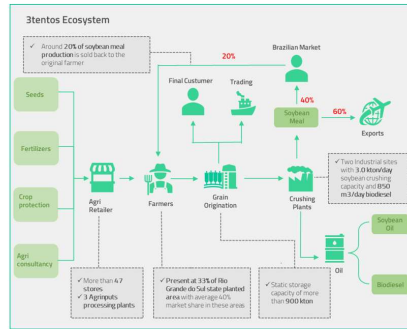 3tentos Ecosystem
Around 20% of soybean meal
production is sold back to the
original farmer
20%
Brazilian Market
Final Custumer
Trading
40%
60%
Seeds
Soybean
Meal
Exports
Fertilizers
Two Industrial sites
with 3.0 kton/day
soybean crushing
capacity and 850
m3/day biodiesel
Crop
protection
Agri
Retailer
Farmers
Grain
Origination
Crushing
Plants
Soybean
Oil
Agri
consultancy
Oil
More than 47
stores
3 Agrinputs
processing plants
Present at 33% of Rio
Grande do Sul state planted
area with average 40%
market share in these areas
Static storage
capacity of more
than 900 kton
Biodiesel